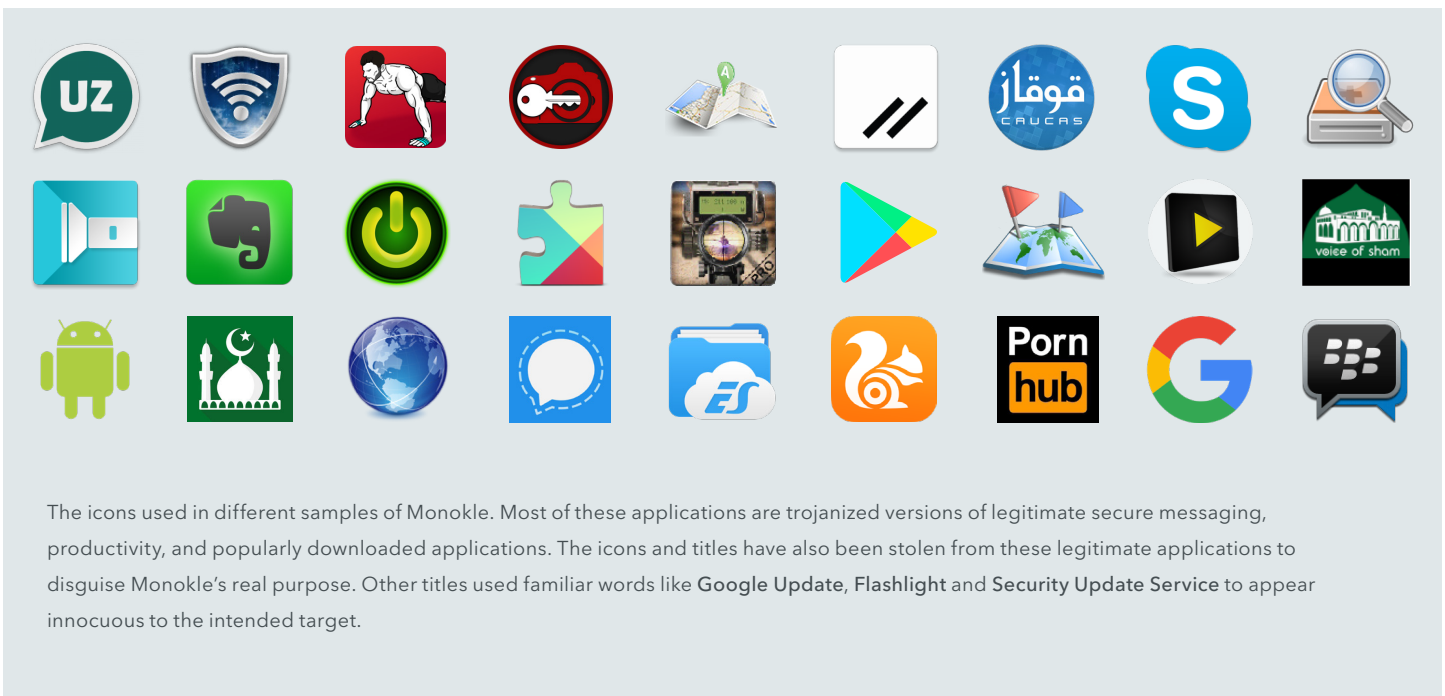 UZ
A
قوقاز
CAUCAS
S
PRO
voice of sham
ES
Porn
hub
G
The icons used in different samples of Monokle. Most of these applications are trojanized versions of legitimate secure messaging,
productivity, and popularly downloaded applications. The icons and titles have also been stolen from these legitimate applications to
disguise Monokle’s real purpose. Other titles used familiar words like Google Update, Flashlight and Security Update Service to appear
innocuous to the intended target.